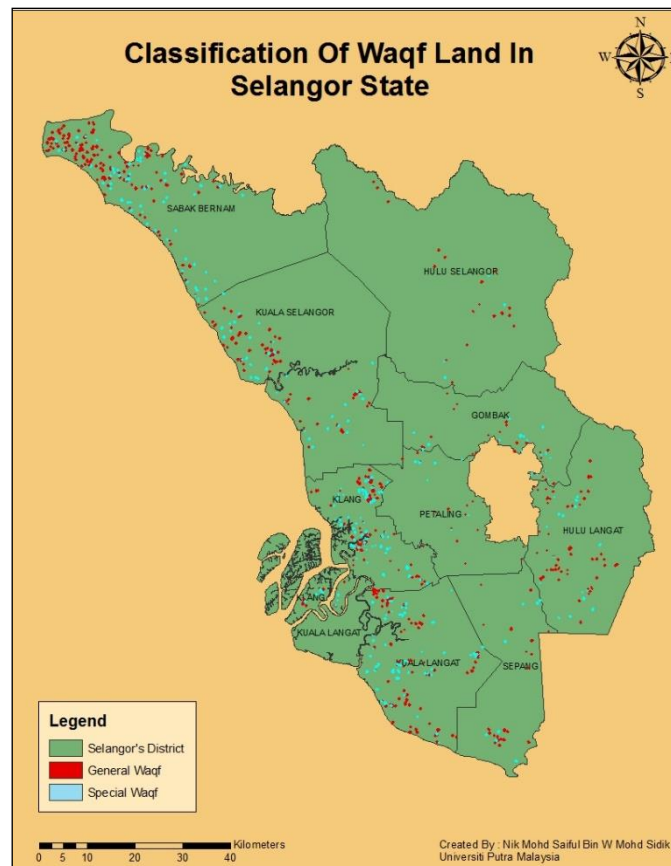 Classification Of Waqf Land In
Selangor State
N
W
E
S
SABAK BERNAM
HULU SELANGOR
KUALA SELANGOR
GOMBAK
KLANG
PETALING
HULU LANGAT
KLANG
KUALA LANGAT
LANGAT
SEPANG
Legend
Selangor's District
General Waqf
Special Waqf
Kilometers
0 5 10 20 30 40
Created By : Nik Mohd Saiful Bin W Mohd Sidik
Universiti Putra Malaysia